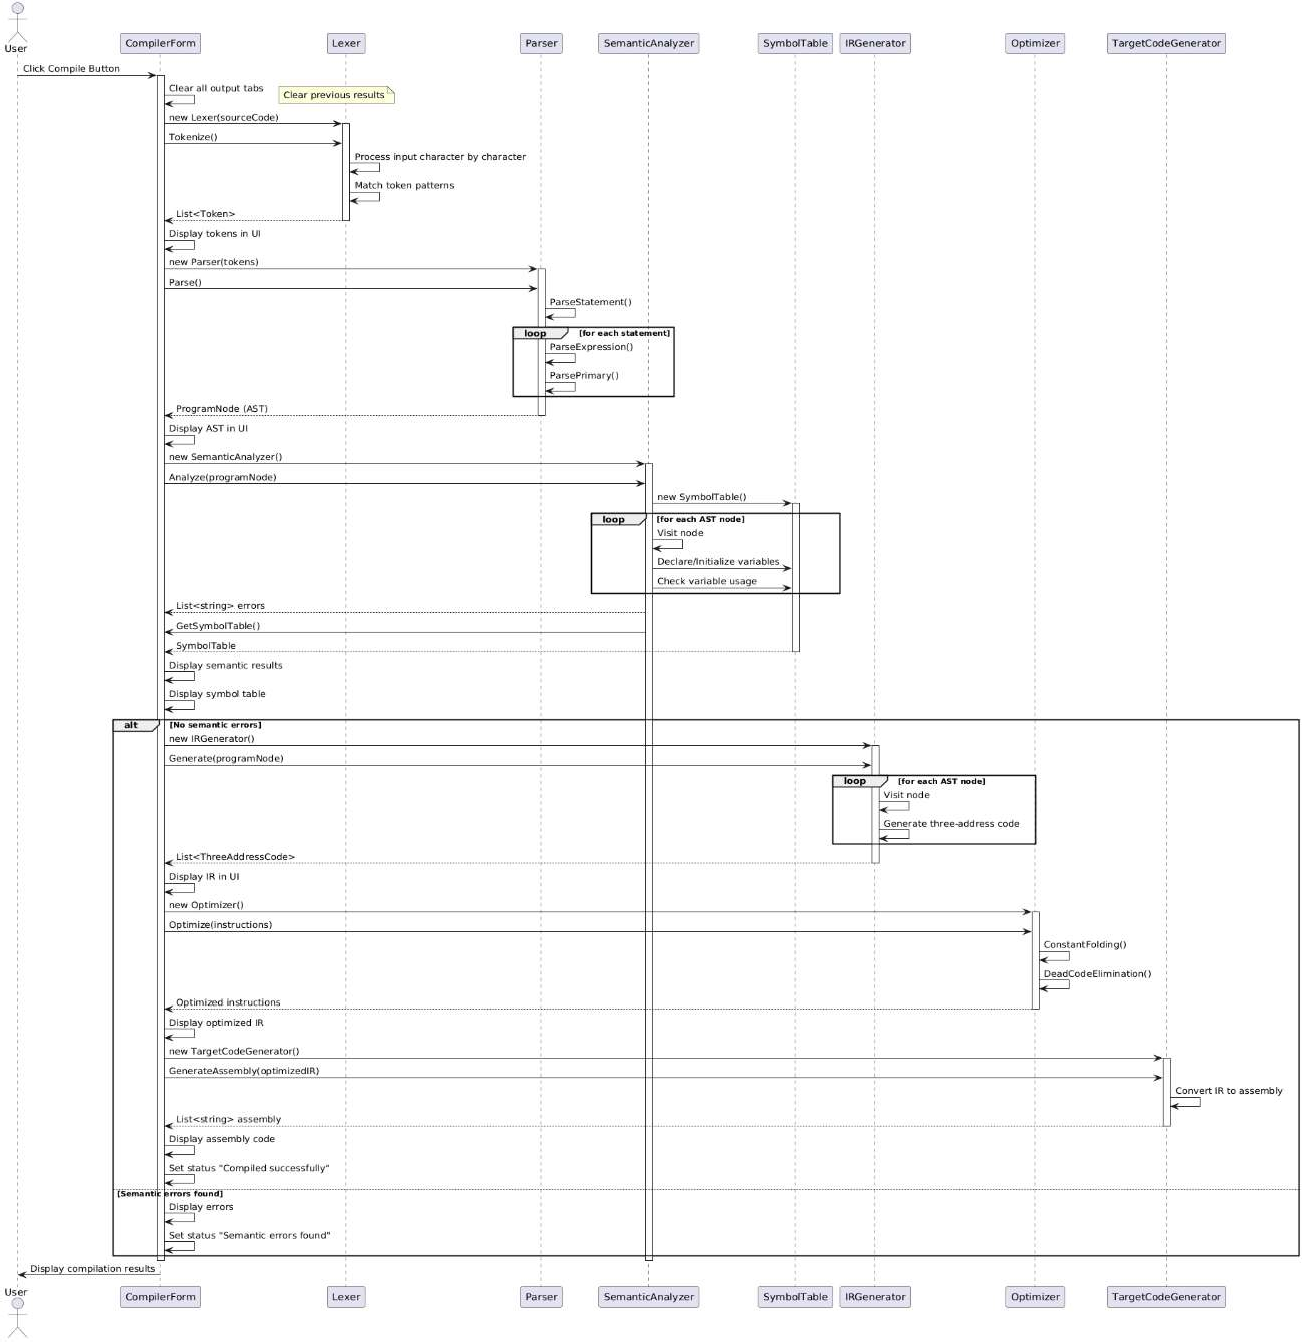 User
CompilerForm
Lexer
Parser
SemanticAnalyzer
SymbolTable
IRGenerator
Optimizer
TargetCodeGenerator
Click Compile Button
Clear all output tabs
Clear previous results
new Lexer(sourceCode)
Tokenize()
Process input character by character
Match token patterns
List<Token>
Display tokens in UI
new Parser(tokens)
Parse()
ParseStatement()
loop [for each statement]
ParseExpression()
ParsePrimary()
ProgramNode (AST)
Display AST in UI
new SemanticAnalyzer()
Analyze(programNode)
new SymbolTable()
loop [for each AST node]
Visit node
Declare/Initialize variables
Check variable usage
List<string> errors
GetSymbolTable()
SymbolTable
Display semantic results
Display symbol table
alt [No semantic errors]
new IRGenerator()
Generate(programNode)
loop [for each AST node]
Visit node
Generate three-address code
List<ThreeAddressCode>
Display IR in UI
new Optimizer()
Optimize(instructions)
ConstantFolding()
DeadCodeElimination()
Optimized instructions
Display optimized IR
new TargetCodeGenerator()
GenerateAssembly(optimizedIR)
Convert IR to assembly
List<string> assembly
Display assembly code
Set status "Compiled successfully"
[Semantic errors found]
Display errors
Set status "Semantic errors found"
Display compilation results
User
CompilerForm
Lexer
Parser
SemanticAnalyzer
SymbolTable
IRGenerator
Optimizer
TargetCodeGenerator